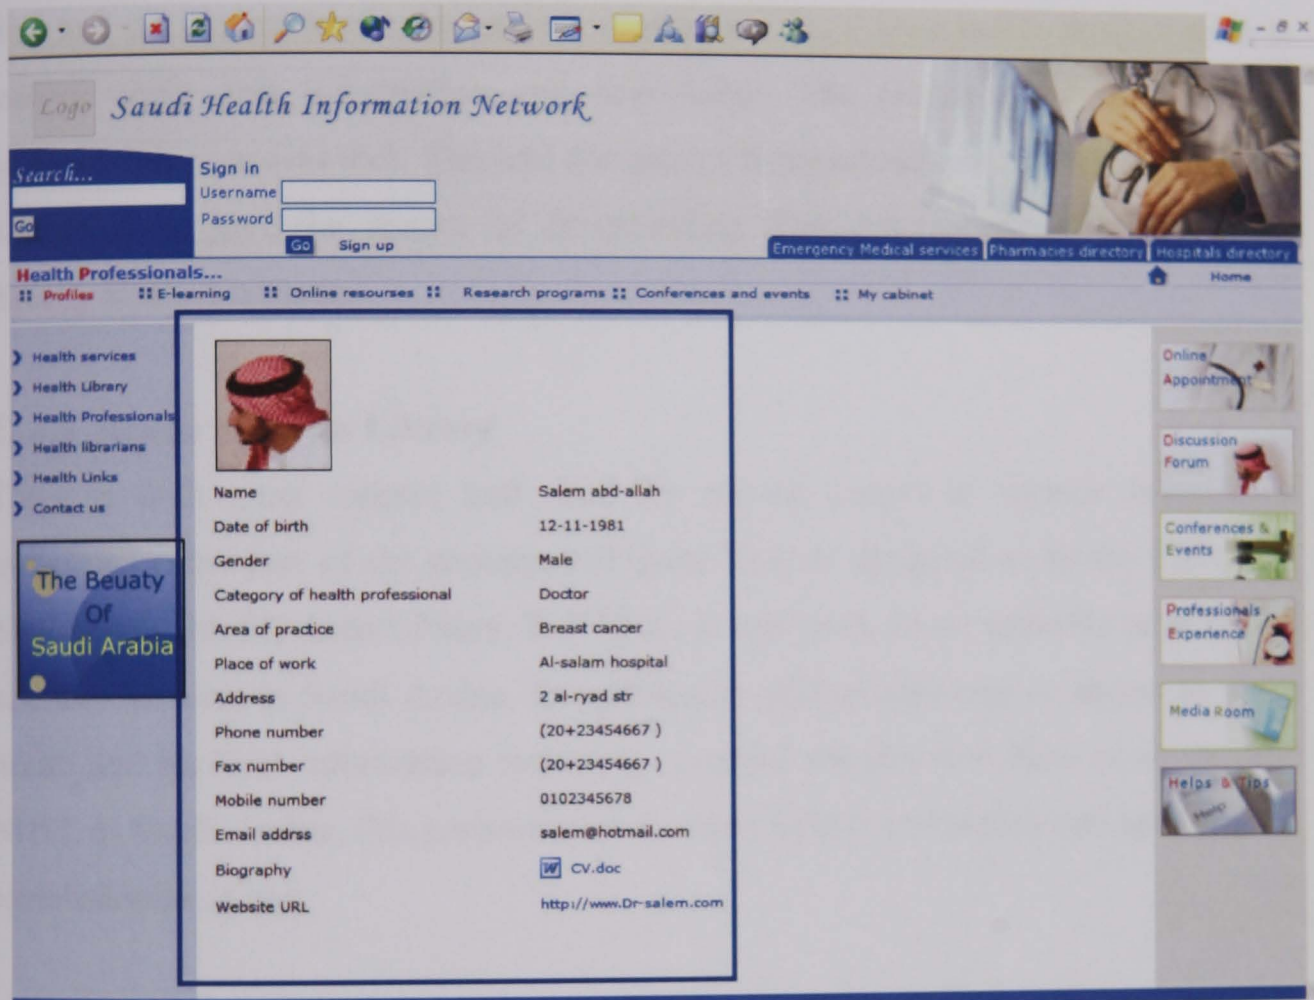 Logo Saudi Health Information Network
Search...
Go
Sign in
Username
Password
Go Sign up
Emergency Medical services Pharmacies directory Hospitals directory
Health Professionals...
Home
Profiles E-learning Online resourses Research programs Conferences and events My cabinet
Health services
Health Library
Health Professionals
Health librarians
Health Links
Contact us
The Beuaty
Of
Saudi Arabia
Name Salem abd-allah
Date of birth 12-11-1981
Gender Male
Category of health professional Doctor
Area of practice Breast cancer
Place of work Al-salam hospital
Address 2 al-ryad str
Phone number (20+23454667 )
Fax number (20+23454667 )
Mobile number 0102345678
Email addrss salem@hotmail.com
Biography CV.doc
Website URL http://www.Dr-salem.com
Online
Appointment
Discussion
Forum
Conferences &
Events
Professionals
Experience
Media Room
Helps & Tips
Help